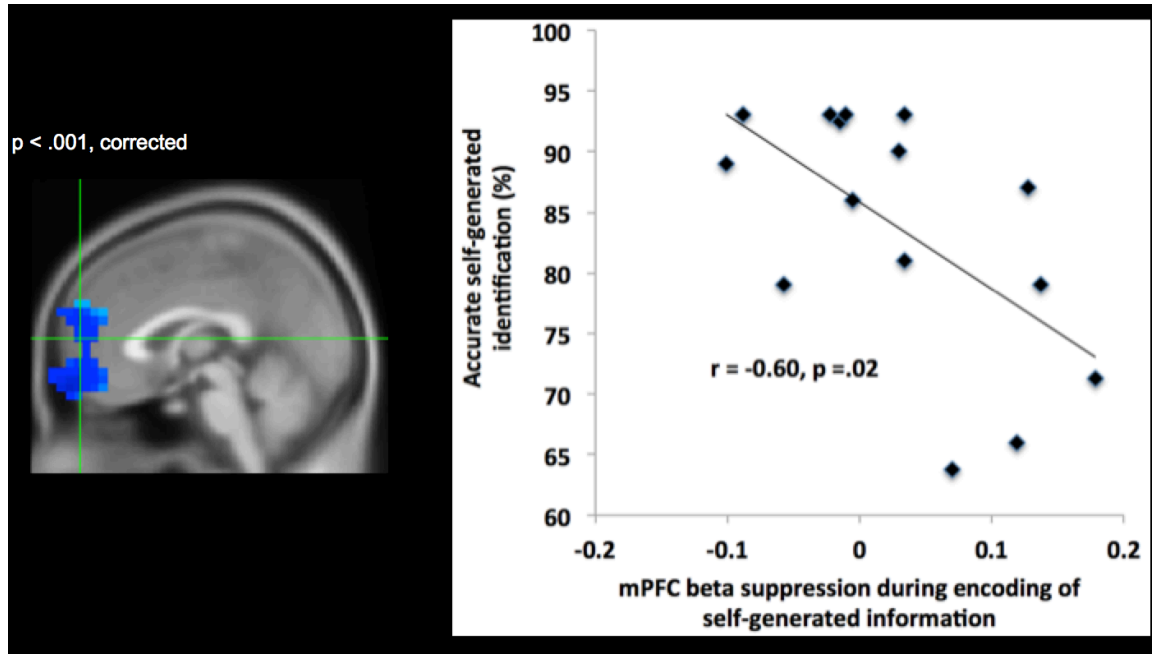 p < .001, corrected
100
95
90
85
80
75
70
65
60
Accurate self-generated
identification (%)
r = -0.60, p =.02
-0.2
-0.1
0
0.1
0.2
mPFC beta suppression during encoding of
self-generated information